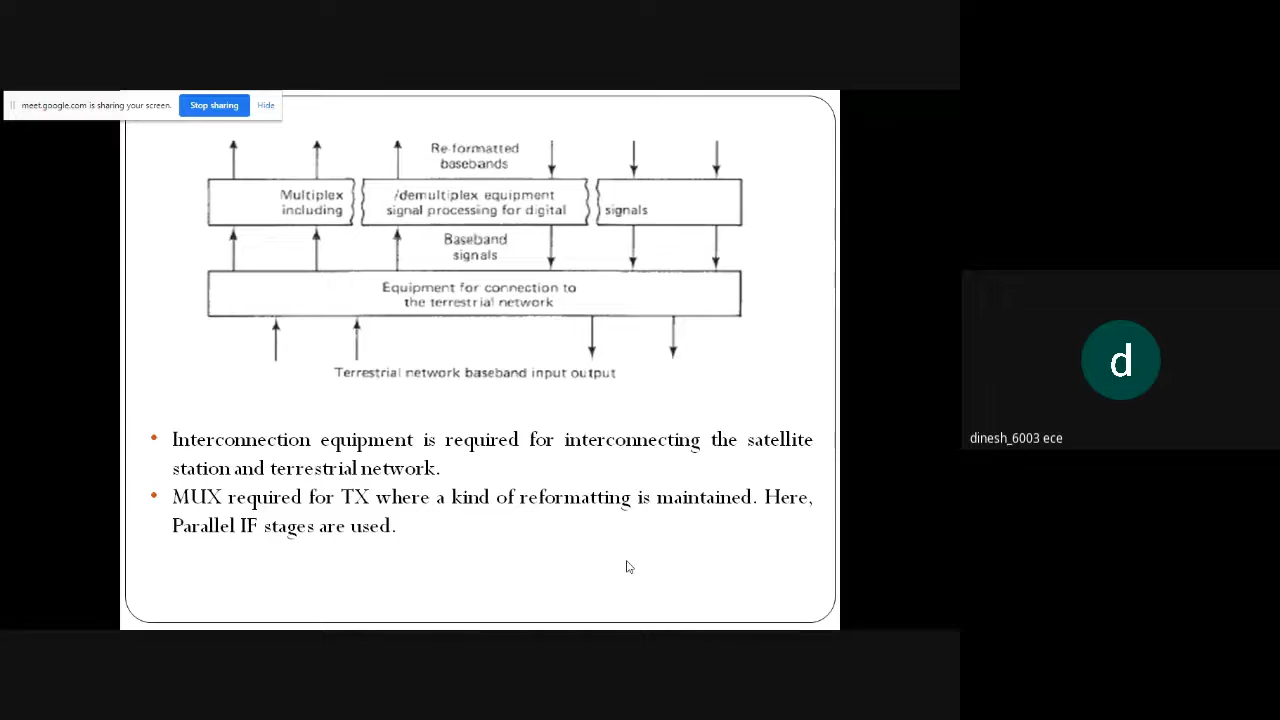 meet.google.com is sharing your screen.
Stop sharing
Hide
Re-formatted
basebands
Multiplex
including
/demultiplex equipment
signal processing for digital
signals
Baseband
signals
Equipment for connection to
the terrestrial network
Terrestrial network baseband input output
• Interconnection equipment is required for interconnecting the satellite
station and terrestrial network.
• MUX required for TX where a kind of reformatting is maintained. Here,
Parallel IF stages are used.
d
dinesh_6003 ece